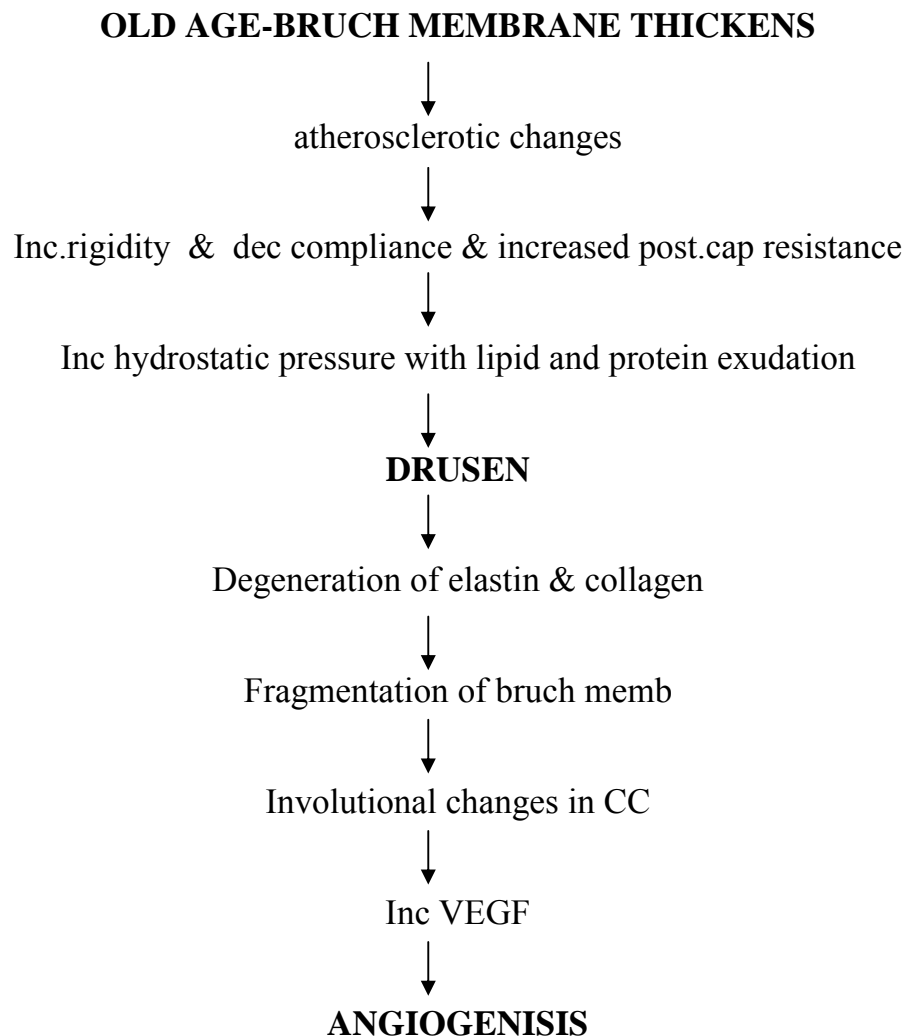 OLD AGE-BRUCH MEMBRANE THICKENS
atherosclerotic changes
Inc.rigidity & dec compliance & increased post.cap resistance
Inc hydrostatic pressure with lipid and protein exudation
DRUSEN
Degeneration of elastin & collagen
Fragmentation of bruch memb
Involutional changes in CC
Inc VEGF
ANGIOGENISIS